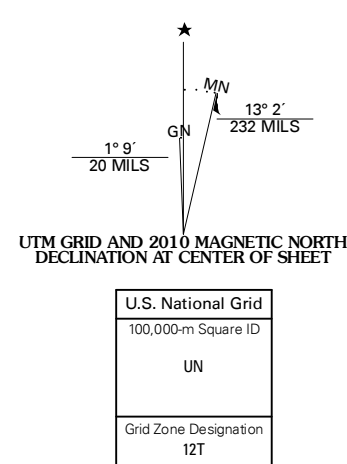 ★
MN
13° 2´
232 MILS
GN
1° 9´
20 MILS
UTM GRID AND 2010 MAGNETIC NORTH
DECLINATION AT CENTER OF SHEET
U.S. National Grid
100,000-m Square ID
UN
Grid Zone Designation
12T